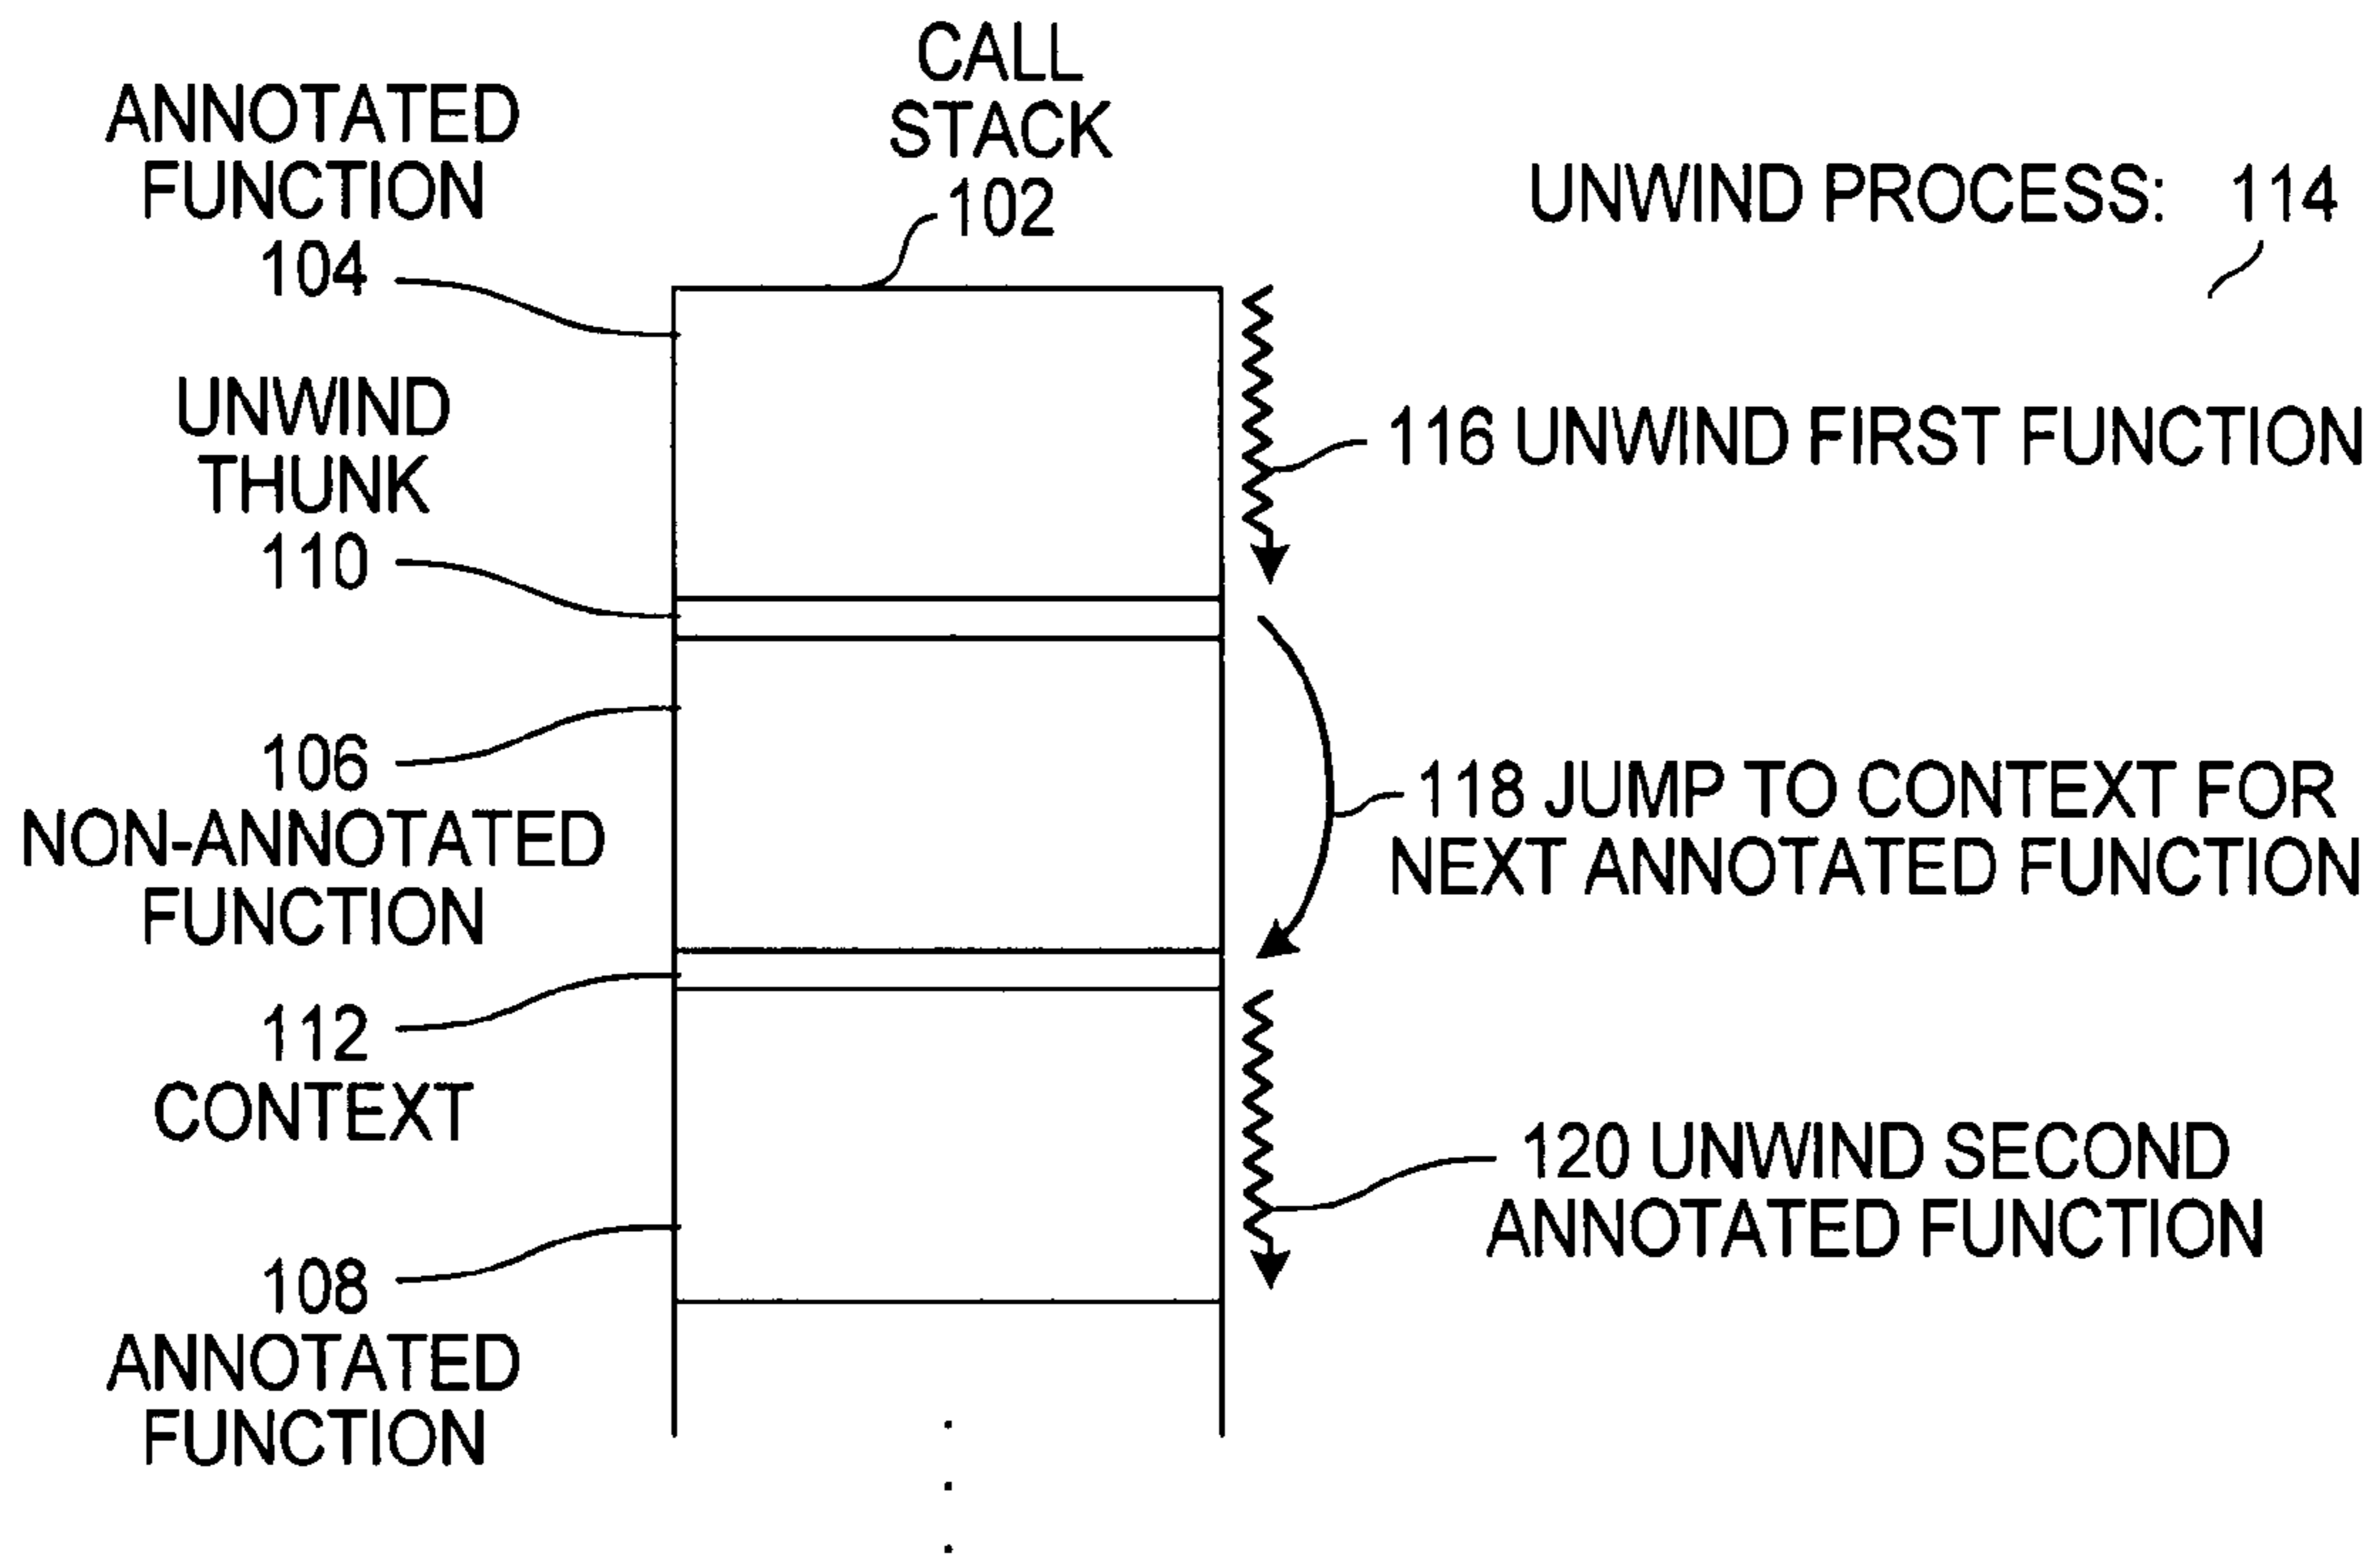 CALL
STACK
102
ANNOTATED
FUNCTION
104
UNWIND PROCESS: 114
UNWIND
THUNK
110
116 UNWIND FIRST FUNCTION
106
NON-ANNOTATED
FUNCTION
118 JUMP TO CONTEXT FOR
NEXT ANNOTATED FUNCTION
112
CONTEXT
120 UNWIND SECOND
ANNOTATED FUNCTION
108
ANNOTATED
FUNCTION